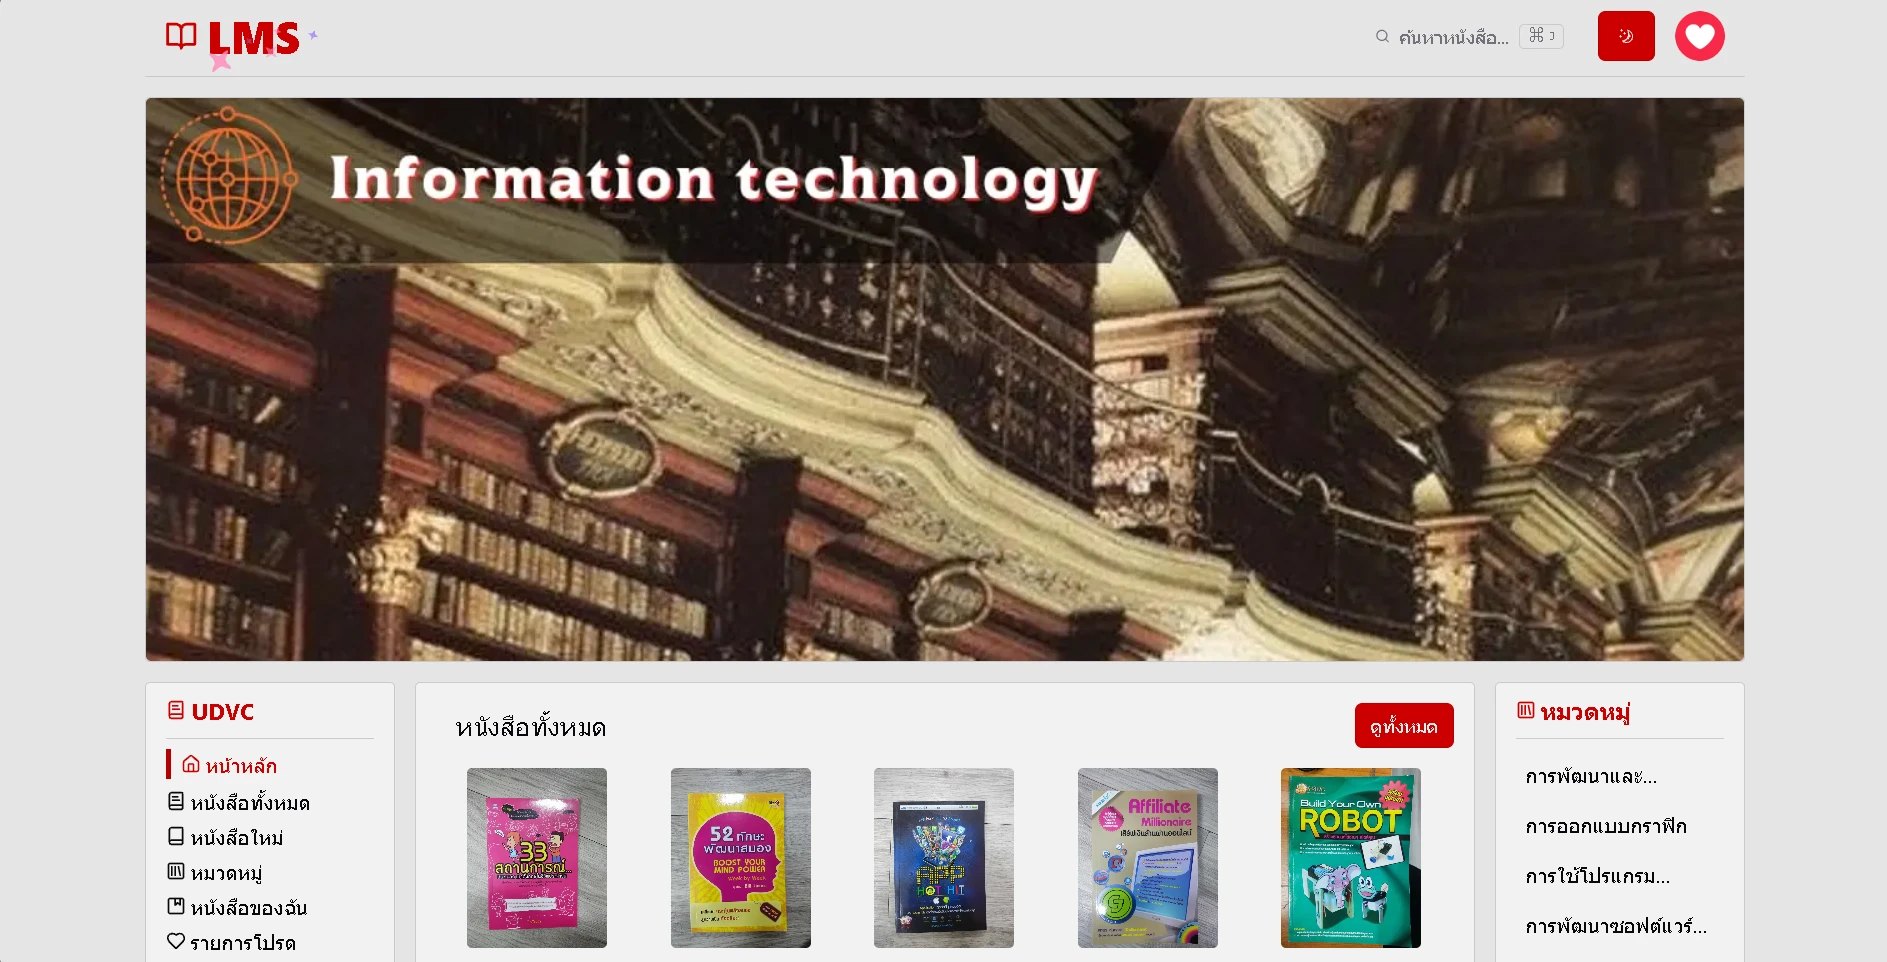 LMS
ค้นหาหนังสือ... ⌘ J
Information technology
UDVC
หน้าหลัก
หนังสือทั้งหมด
หนังสือใหม่
หมวดหมู่
หนังสือของฉัน
รายการโปรด
หนังสือทั้งหมด
ดูทั้งหมด
33
สถานการณ์
52 ทักษะ
พัฒนาสมอง
BOOST YOUR
MIND POWER
Week by Week
HOT HIT
Affiliate
Millionaire
Build Your Own
ROBOT
หมวดหมู่
การพัฒนาและ...
การออกแบบกราฟิก
การใช้โปรแกรม...
การพัฒนาซอฟต์แวร์...